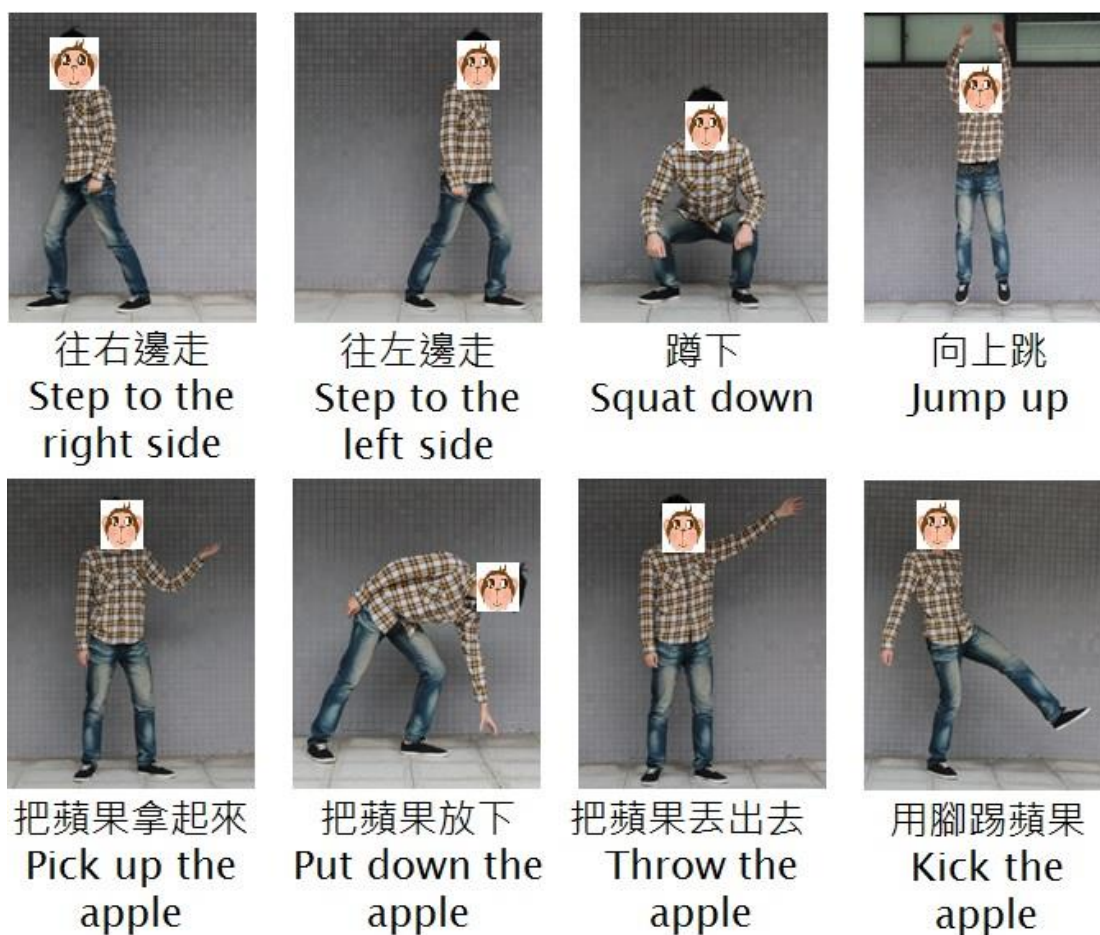 往右邊走
Step to the
right side
往左邊走
Step to the
left side
蹲下
Squat down
向上跳
Jump up
把蘋果拿起來
Pick up the
apple
把蘋果放下
Put down the
apple
把蘋果丟出去
Throw the
apple
用腳踢蘋果
Kick the
apple